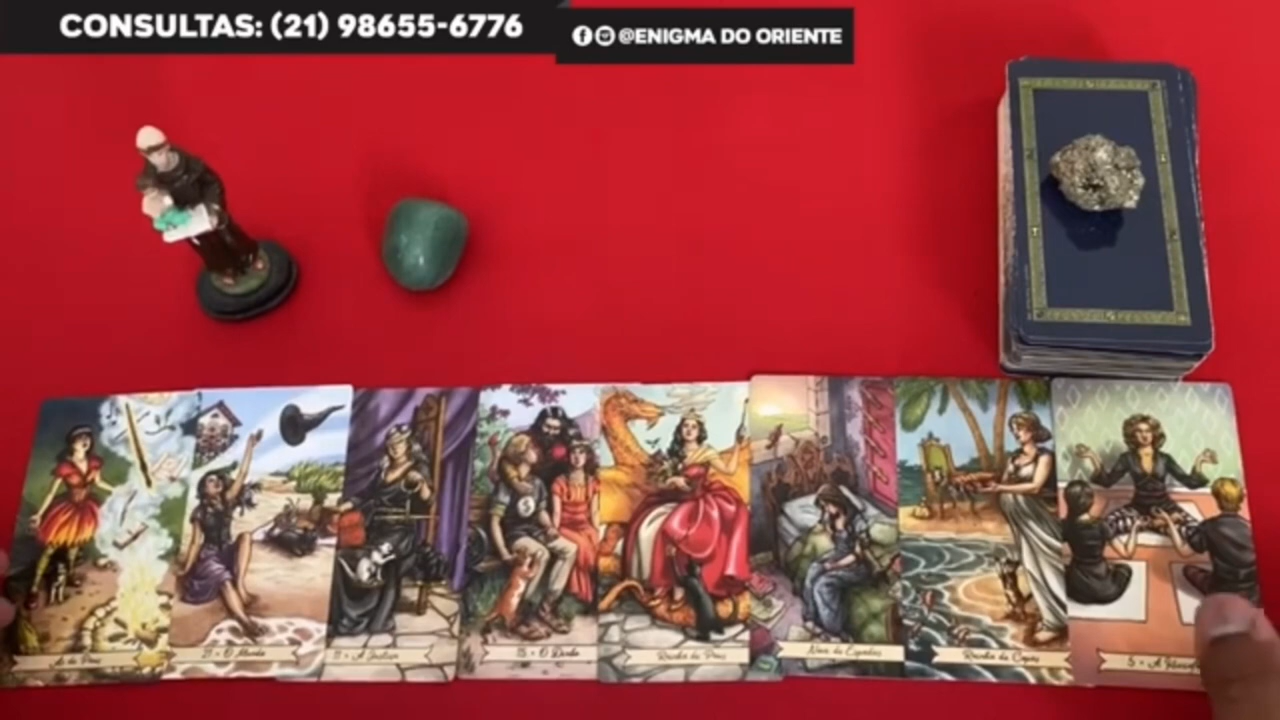 CONSULTAS: (21) 98655-6776
@ENIGMA DO ORIENTE
Ás de Paus
21 - O Mundo
11 - A Justiça
15 - O Diabo
Rainha de Paus
Nove de Espadas
Rainha de Copas
5 - A